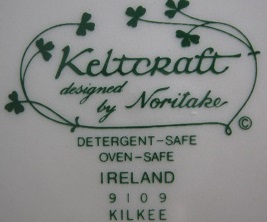 Keltcraft
designed
by Noritake
©
DETERGENT-SAFE
OVEN-SAFE
IRELAND
9109
KILKEE